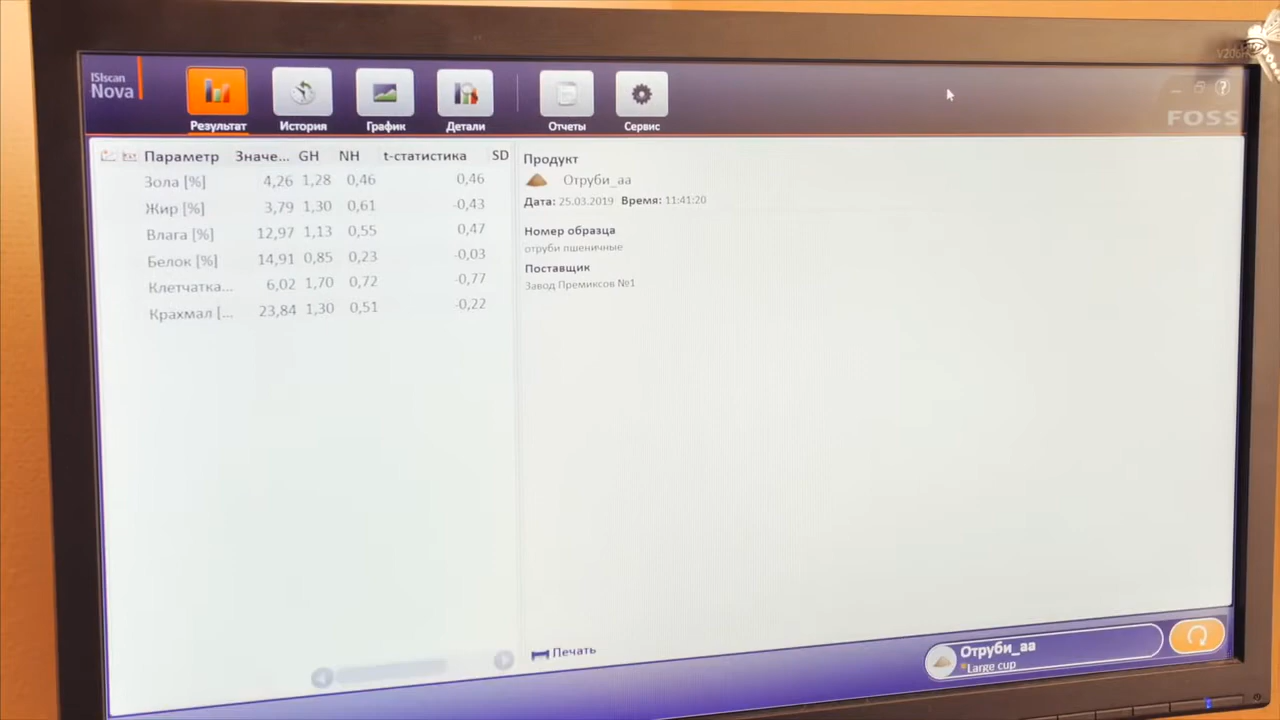 V206H
ISIscan
Nova
Результат
История
График
Детали
Отчеты
Сервис
FOSS
Параметр Значе... GH NH t-статистика SD
Зола [%] 4,26 1,28 0,46 0,46
Жир [%] 3,79 1,30 0,61 -0,43
Влага [%] 12,97 1,13 0,55 0,47
Белок [%] 14,91 0,85 0,23 -0,03
Клетчатка... 6,02 1,70 0,72 -0,77
Крахмал [... 23,84 1,30 0,51 -0,22
Продукт
Отруби_аа
Дата: 25.03.2019 Время: 11:41:20
Номер образца
отруби пшеничные
Поставщик
Завод Премиксов №1
Печать
Отруби_аа
*Large cup